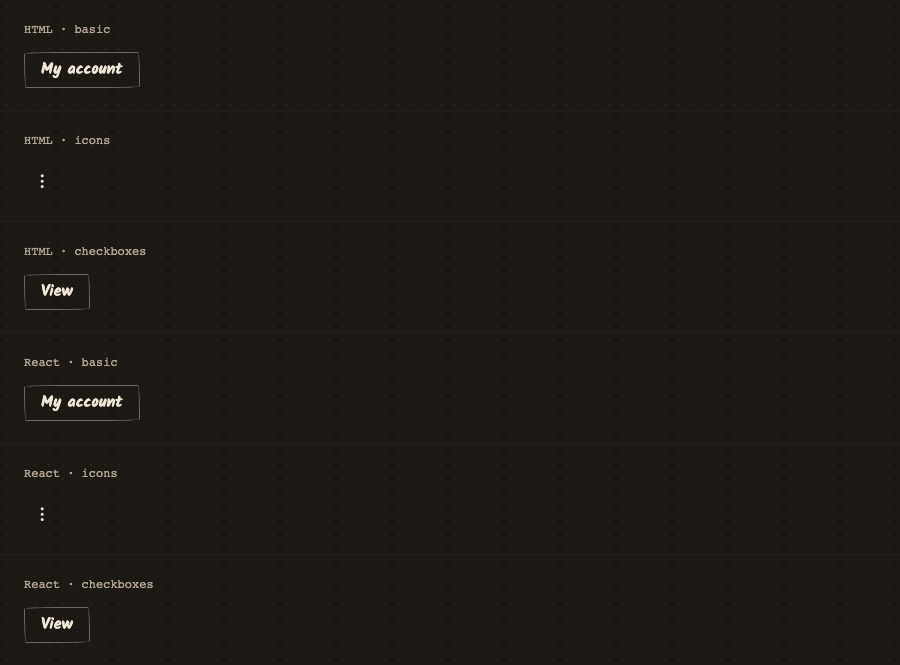 HTML · basic
My account
HTML · icons
HTML · checkboxes
View
React · basic
My account
React · icons
React · checkboxes
View